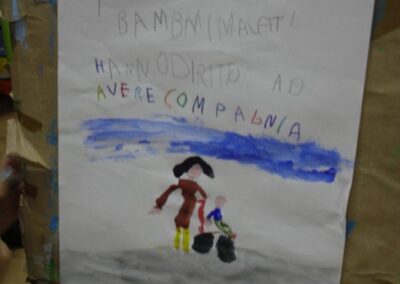 I
BAMBINI MALATI
HANNO DIRITTO AD
AVERE COMPAGNIA